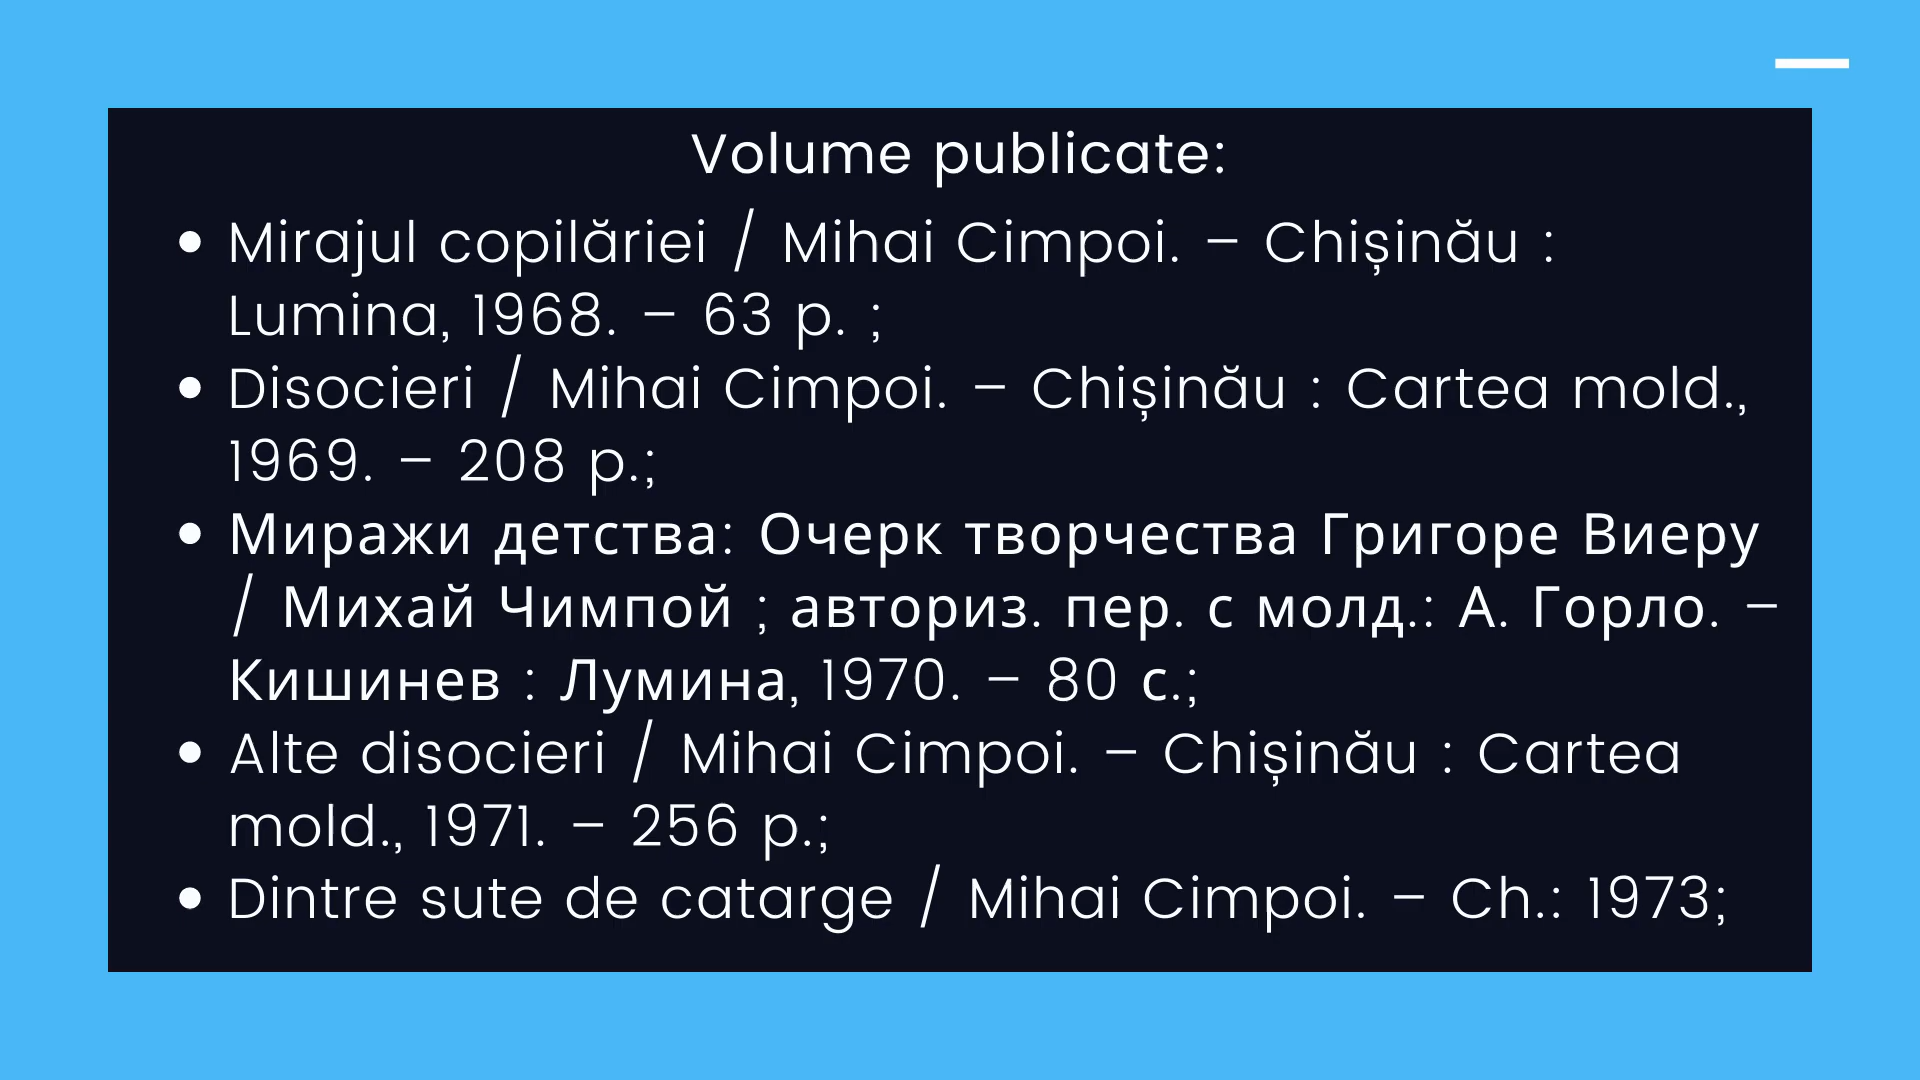 Volume publicate:
• Mirajul copilăriei / Mihai Cimpoi. – Chișinău :
Lumina, 1968. – 63 p. ;
• Disocieri / Mihai Cimpoi. – Chișinău : Cartea mold.,
1969. – 208 p.;
• Миражи детства: Очерк творчества Григоре Виеру
/ Михай Чимпой ; авториз. пер. с молд.: А. Горло. –
Кишинев : Лумина, 1970. – 80 с.;
• Alte disocieri / Mihai Cimpoi. – Chișinău : Cartea
mold., 1971. – 256 p.;
• Dintre sute de catarge / Mihai Cimpoi. – Ch.: 1973;